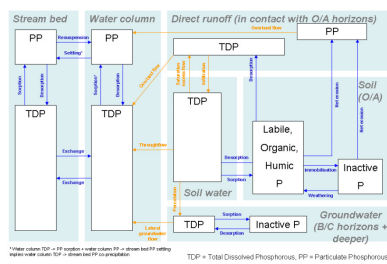 Stream bed
Water column
Direct runoff (in contact with O/A horizons)
PP
Resuspension
Settling*
PP
Overland flow
PP
TDP
Sorption
Desorption
Sorption*
Desorption
Overland flow
Saturation excess flow
Infiltration
Desorption
Net erosion
Net erosion
Soil
(O/A)
TDP
TDP
TDP
Labile,
Organic,
Humic
P
Inactive
P
Exchange
Exchange
Throughflow
Desorption
Sorption
Immobilisation
Weathering
Soil water
Percolation
Groundwater
(B/C horizons +
deeper)
Lateral
groundwater
flow
TDP
Sorption
Desorption
Inactive P
* Water column TDP -> PP sorption + water column PP -> stream bed PP settling
implies water column TDP -> stream bed PP co precipitation
TDP = Total Dissolved Phosphorous, PP = Particulate Phosphorous